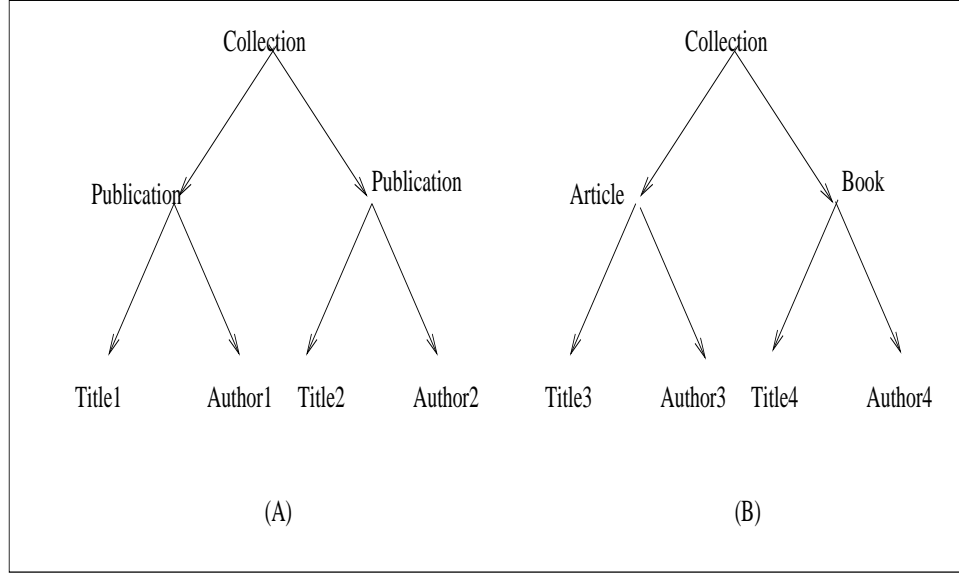 Collection
Collection
Publication
Publication
Article
Book
Title1
Author1
Title2
Author2
Title3
Author3
Title4
Author4
(A)
(B)